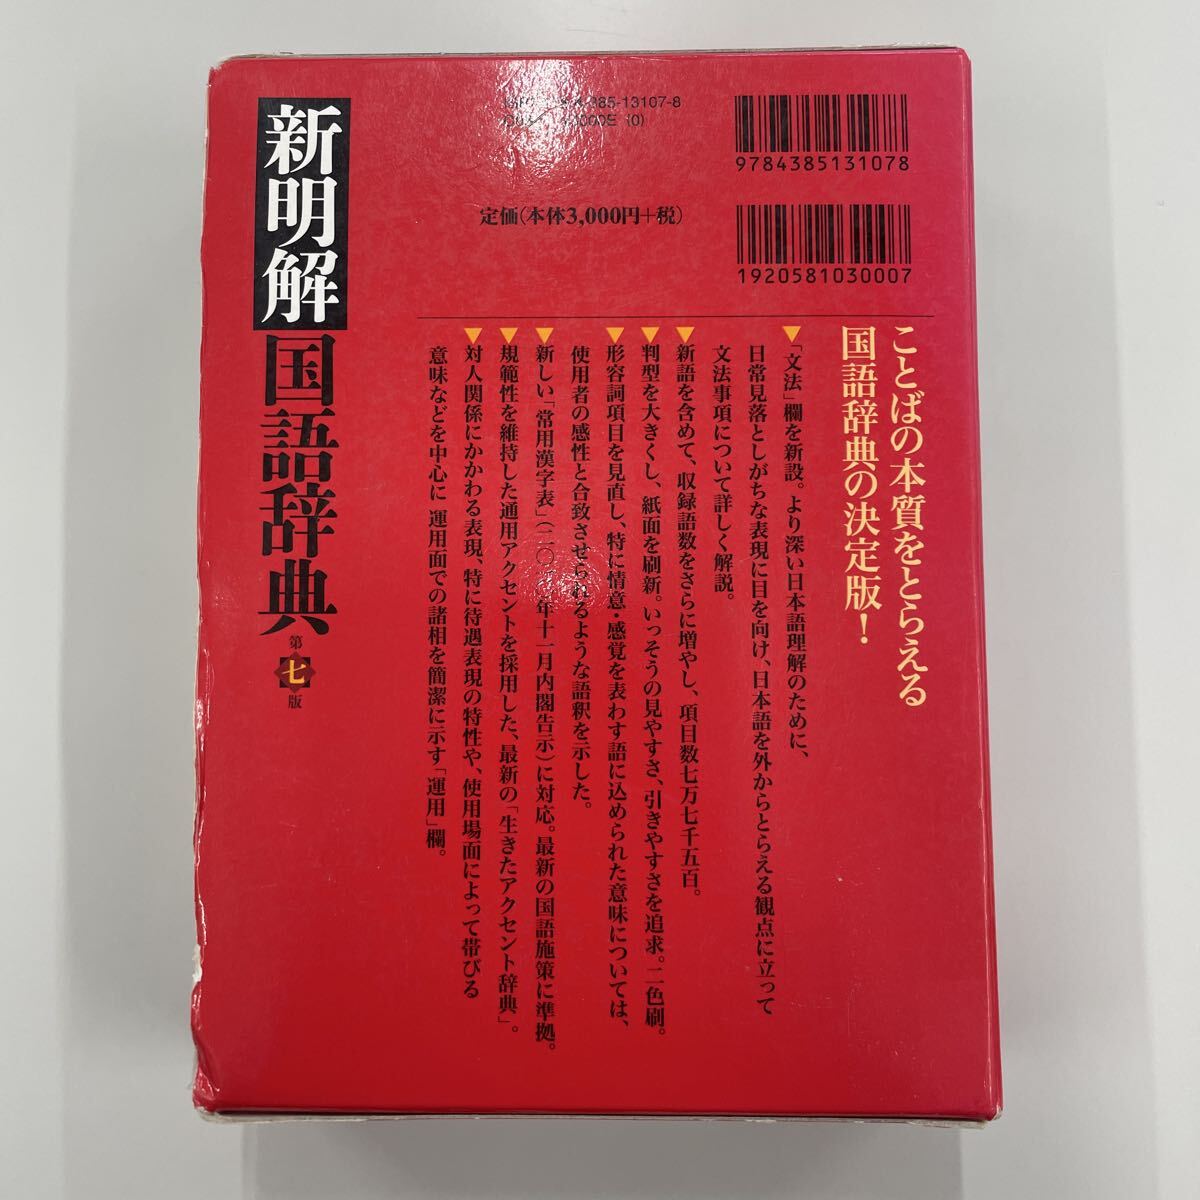 985-13107-8
9784385131078
定価(本体3,000円+税)
1920581030007
ことばの本質をとらえる
国語辞典の決定版!
▼「文法」欄を新設。より深い日本語理解のために、
日常見落としがちな表現に目を向け、日本語を外からとらえる観点に立って
文法事項について詳しく解説。
▼新語を含めて、収録語数をさらに増やし、項目数七万七千五百。
▼判型を大きくし、紙面を刷新。いっそうの見やすさ、引きやすさを追求。二色刷。
▼形容詞項目を見直し、特に情意・感覚を表わす語に込められた意味については、
使用者の感性と合致させられるような語釈を示した。
▼新しい「常用漢字表」(二〇 年十一月内閣告示)に対応。最新の国語施策に準拠。
▼規範性を維持した通用アクセントを採用した、最新の「生きたアクセント辞典」。
▼対人関係にかかわる表現、特に待遇表現の特性や、使用場面によって帯びる
意味などを中心に 運用面での諸相を簡潔に示す「運用」欄。
新明解
国語辞典
第七版